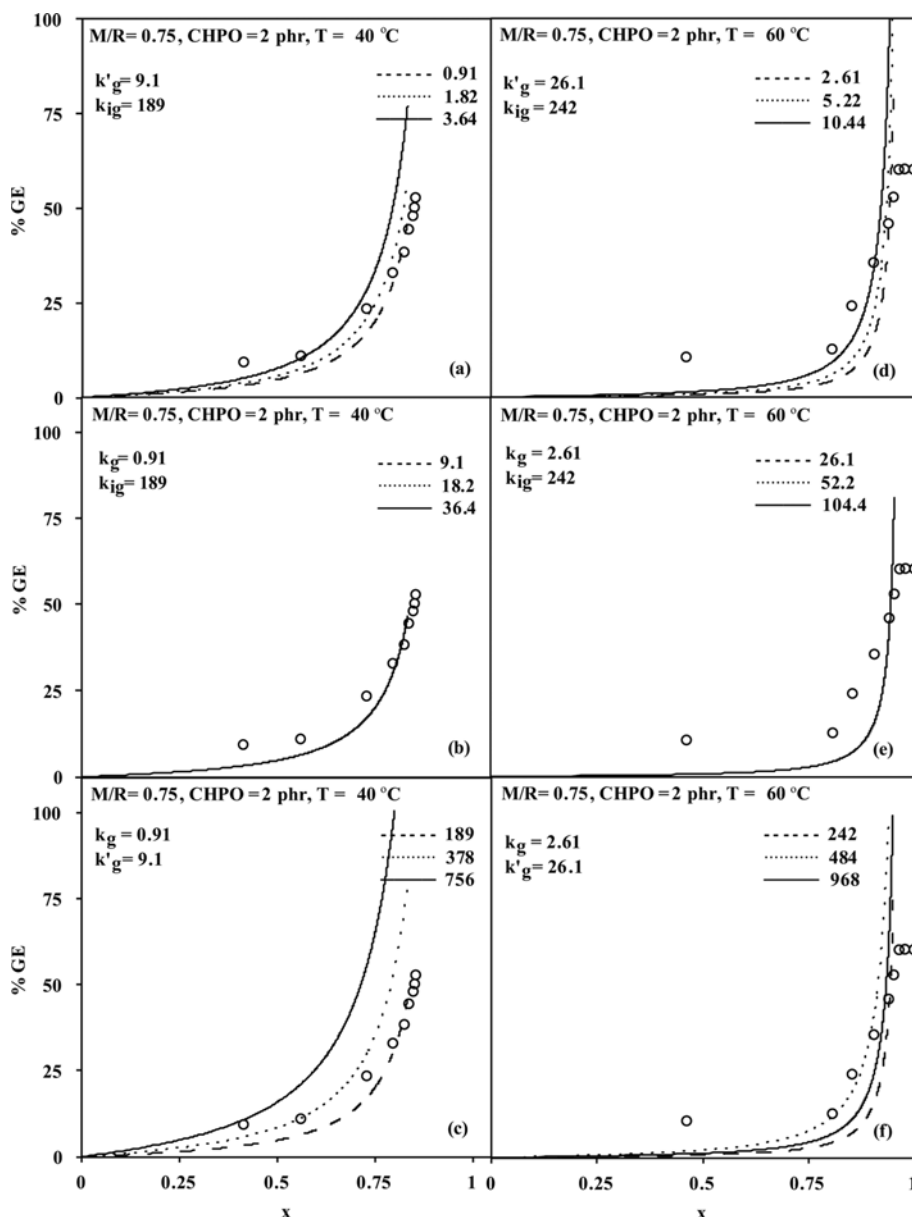 M/R= 0.75, CHPO =2 phr, T = 40 °C
k'g = 9.1
kig = 189
0.91
1.82
3.64
100
75
50
25
0
% GE
(a)
M/R= 0.75, CHPO =2 phr, T = 60 °C
k'g = 26.1
kig = 242
2.61
5.22
10.44
(d)
M/R= 0.75, CHPO =2 phr, T = 40 °C
kg = 0.91
kig = 189
9.1
18.2
36.4
100
75
50
25
0
% GE
(b)
M/R= 0.75, CHPO =2 phr, T = 60 °C
kg = 2.61
kig = 242
26.1
52.2
104.4
(e)
M/R= 0.75, CHPO =2 phr, T = 40 °C
kg = 0.91
k'g = 9.1
189
378
756
100
75
50
25
0
% GE
(c)
0 0.25 0.5 0.75 1
x
M/R= 0.75, CHPO =2 phr, T = 60 °C
kg = 2.61
k'g = 26.1
242
484
968
(f)
0 0.5 0.75 1
x